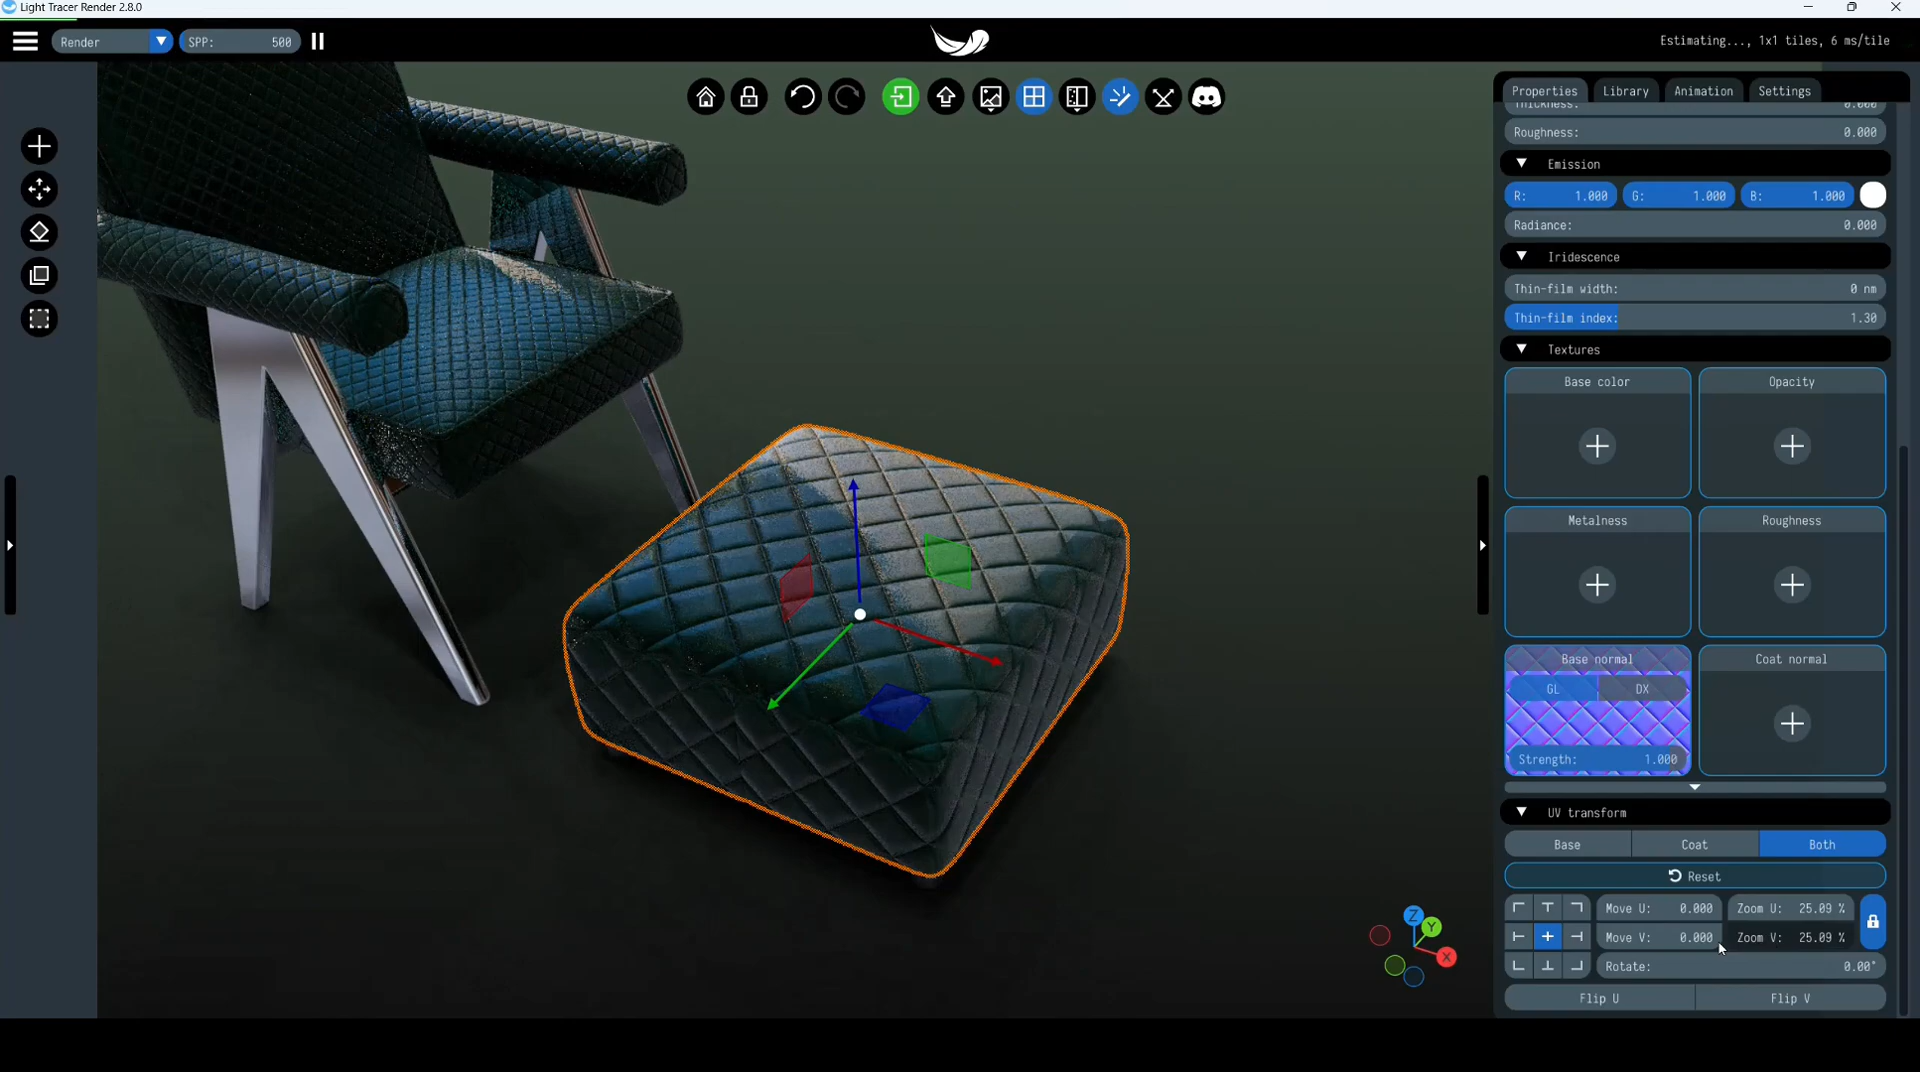 Light Tracer Render 2.8.0
Render
SPP: 500
Estimating..., 1x1 tiles, 6 ms/tile
Properties Library Animation Settings
Thickness: 0.000
Roughness: 0.000
Emission
R: 1.000 G: 1.000 B: 1.000
Radiance: 0.000
Iridescence
Thin-film width: 0 nm
Thin-film index: 1.30
Textures
Base color Opacity
Metalness Roughness
Base normal Coat normal
GL DX
Strength: 1.000
UV transform
Base Coat Both
Reset
Move U: 0.000 Zoom U: 25.09 %
Move V: 0.000 Zoom V: 25.09 %
Rotate: 0.00°
Flip U Flip V
Z
Y
X